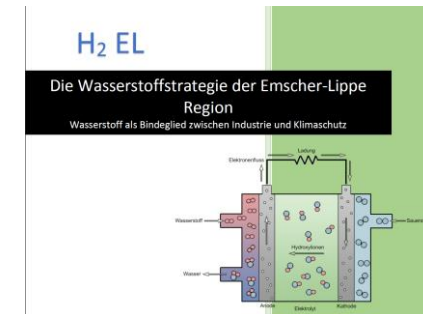 H₂ EL
Die Wasserstoffstrategie der Emscher-Lippe
Region
Wasserstoff als Bindeglied zwischen Industrie und Klimaschutz
Ladung
Elektronenfluss
Wasserstoff
Sauers
Hydroxylionen
Wasser
Anode
Elektrolyt
Kathode